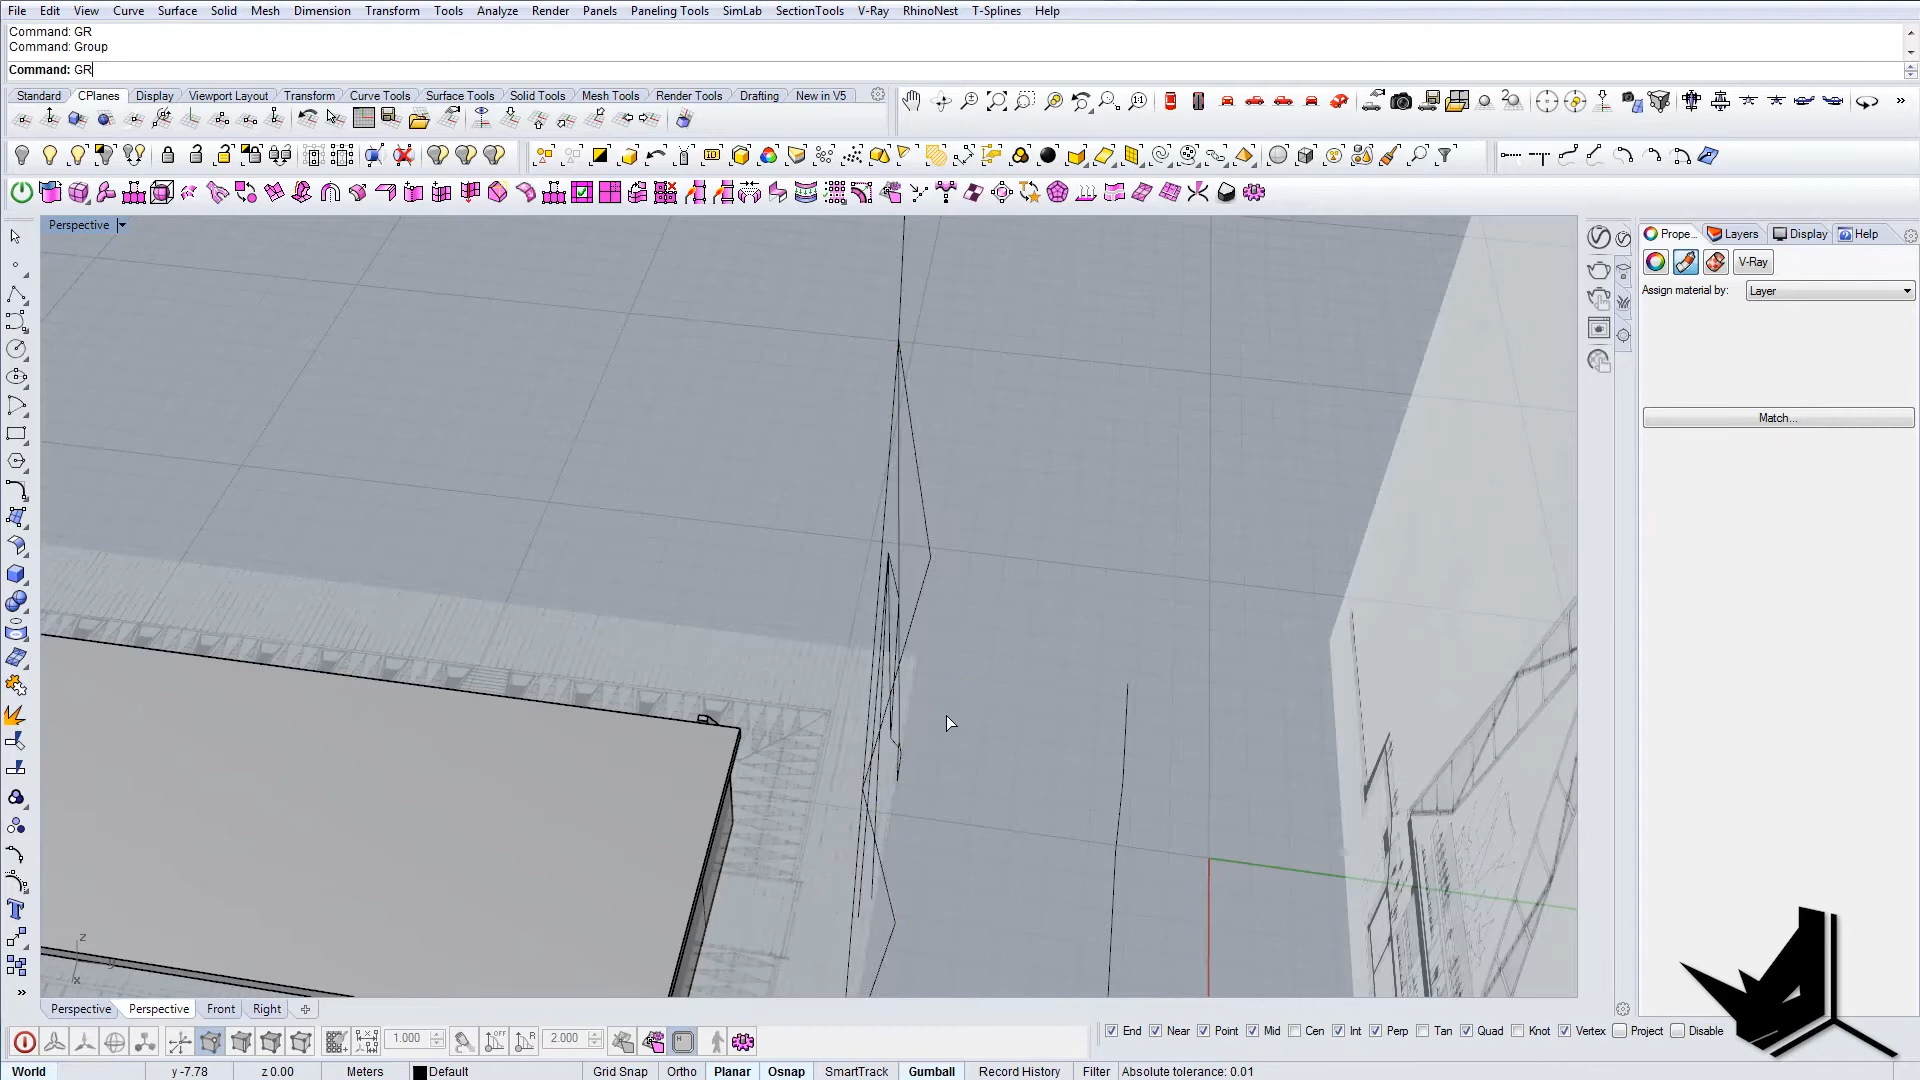 File Edit View Curve Surface Solid Mesh Dimension Transform Tools Analyze Render Panels Paneling Tools SimLab SectionTools V-Ray RhinoNest T-Splines Help
Command: GR
Command: Group
Command: GR
Standard CPlanes Display Viewport Layout Transform Curve Tools Surface Tools Solid Tools Mesh Tools Render Tools Drafting New in V5
Perspective
Prope... Layers Display Help
V-Ray
Assign material by: Layer
Match...
z
y
x
Perspective Perspective Front Right
1.000 2.000
End Near Point Mid Cen Int Perp Tan Quad Knot Vertex Project Disable
World y -7.78 z 0.00 Meters Default Grid Snap Ortho Planar Osnap SmartTrack Gumball Record History Filter Absolute tolerance: 0.01